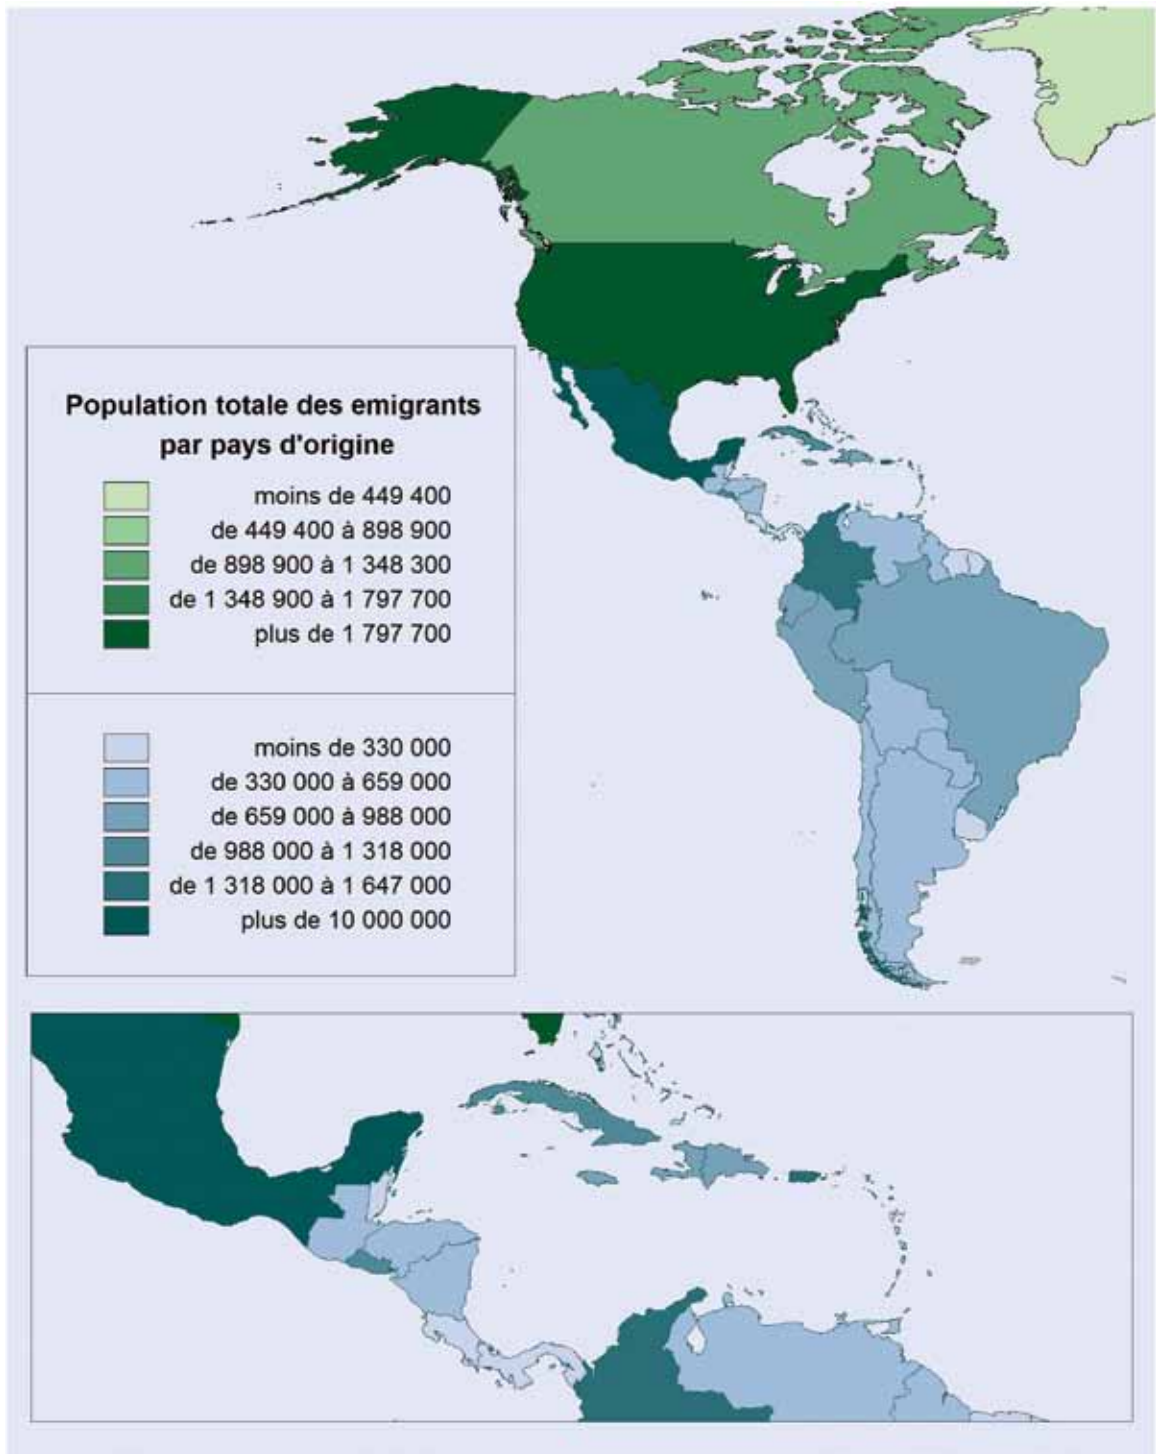 Population totale des emigrants
par pays d'origine
moins de 449 400
de 449 400 à 898 900
de 898 900 à 1 348 300
de 1 348 900 à 1 797 700
plus de 1 797 700
moins de 330 000
de 330 000 à 659 000
de 659 000 à 988 000
de 988 000 à 1 318 000
de 1 318 000 à 1 647 000
plus de 10 000 000